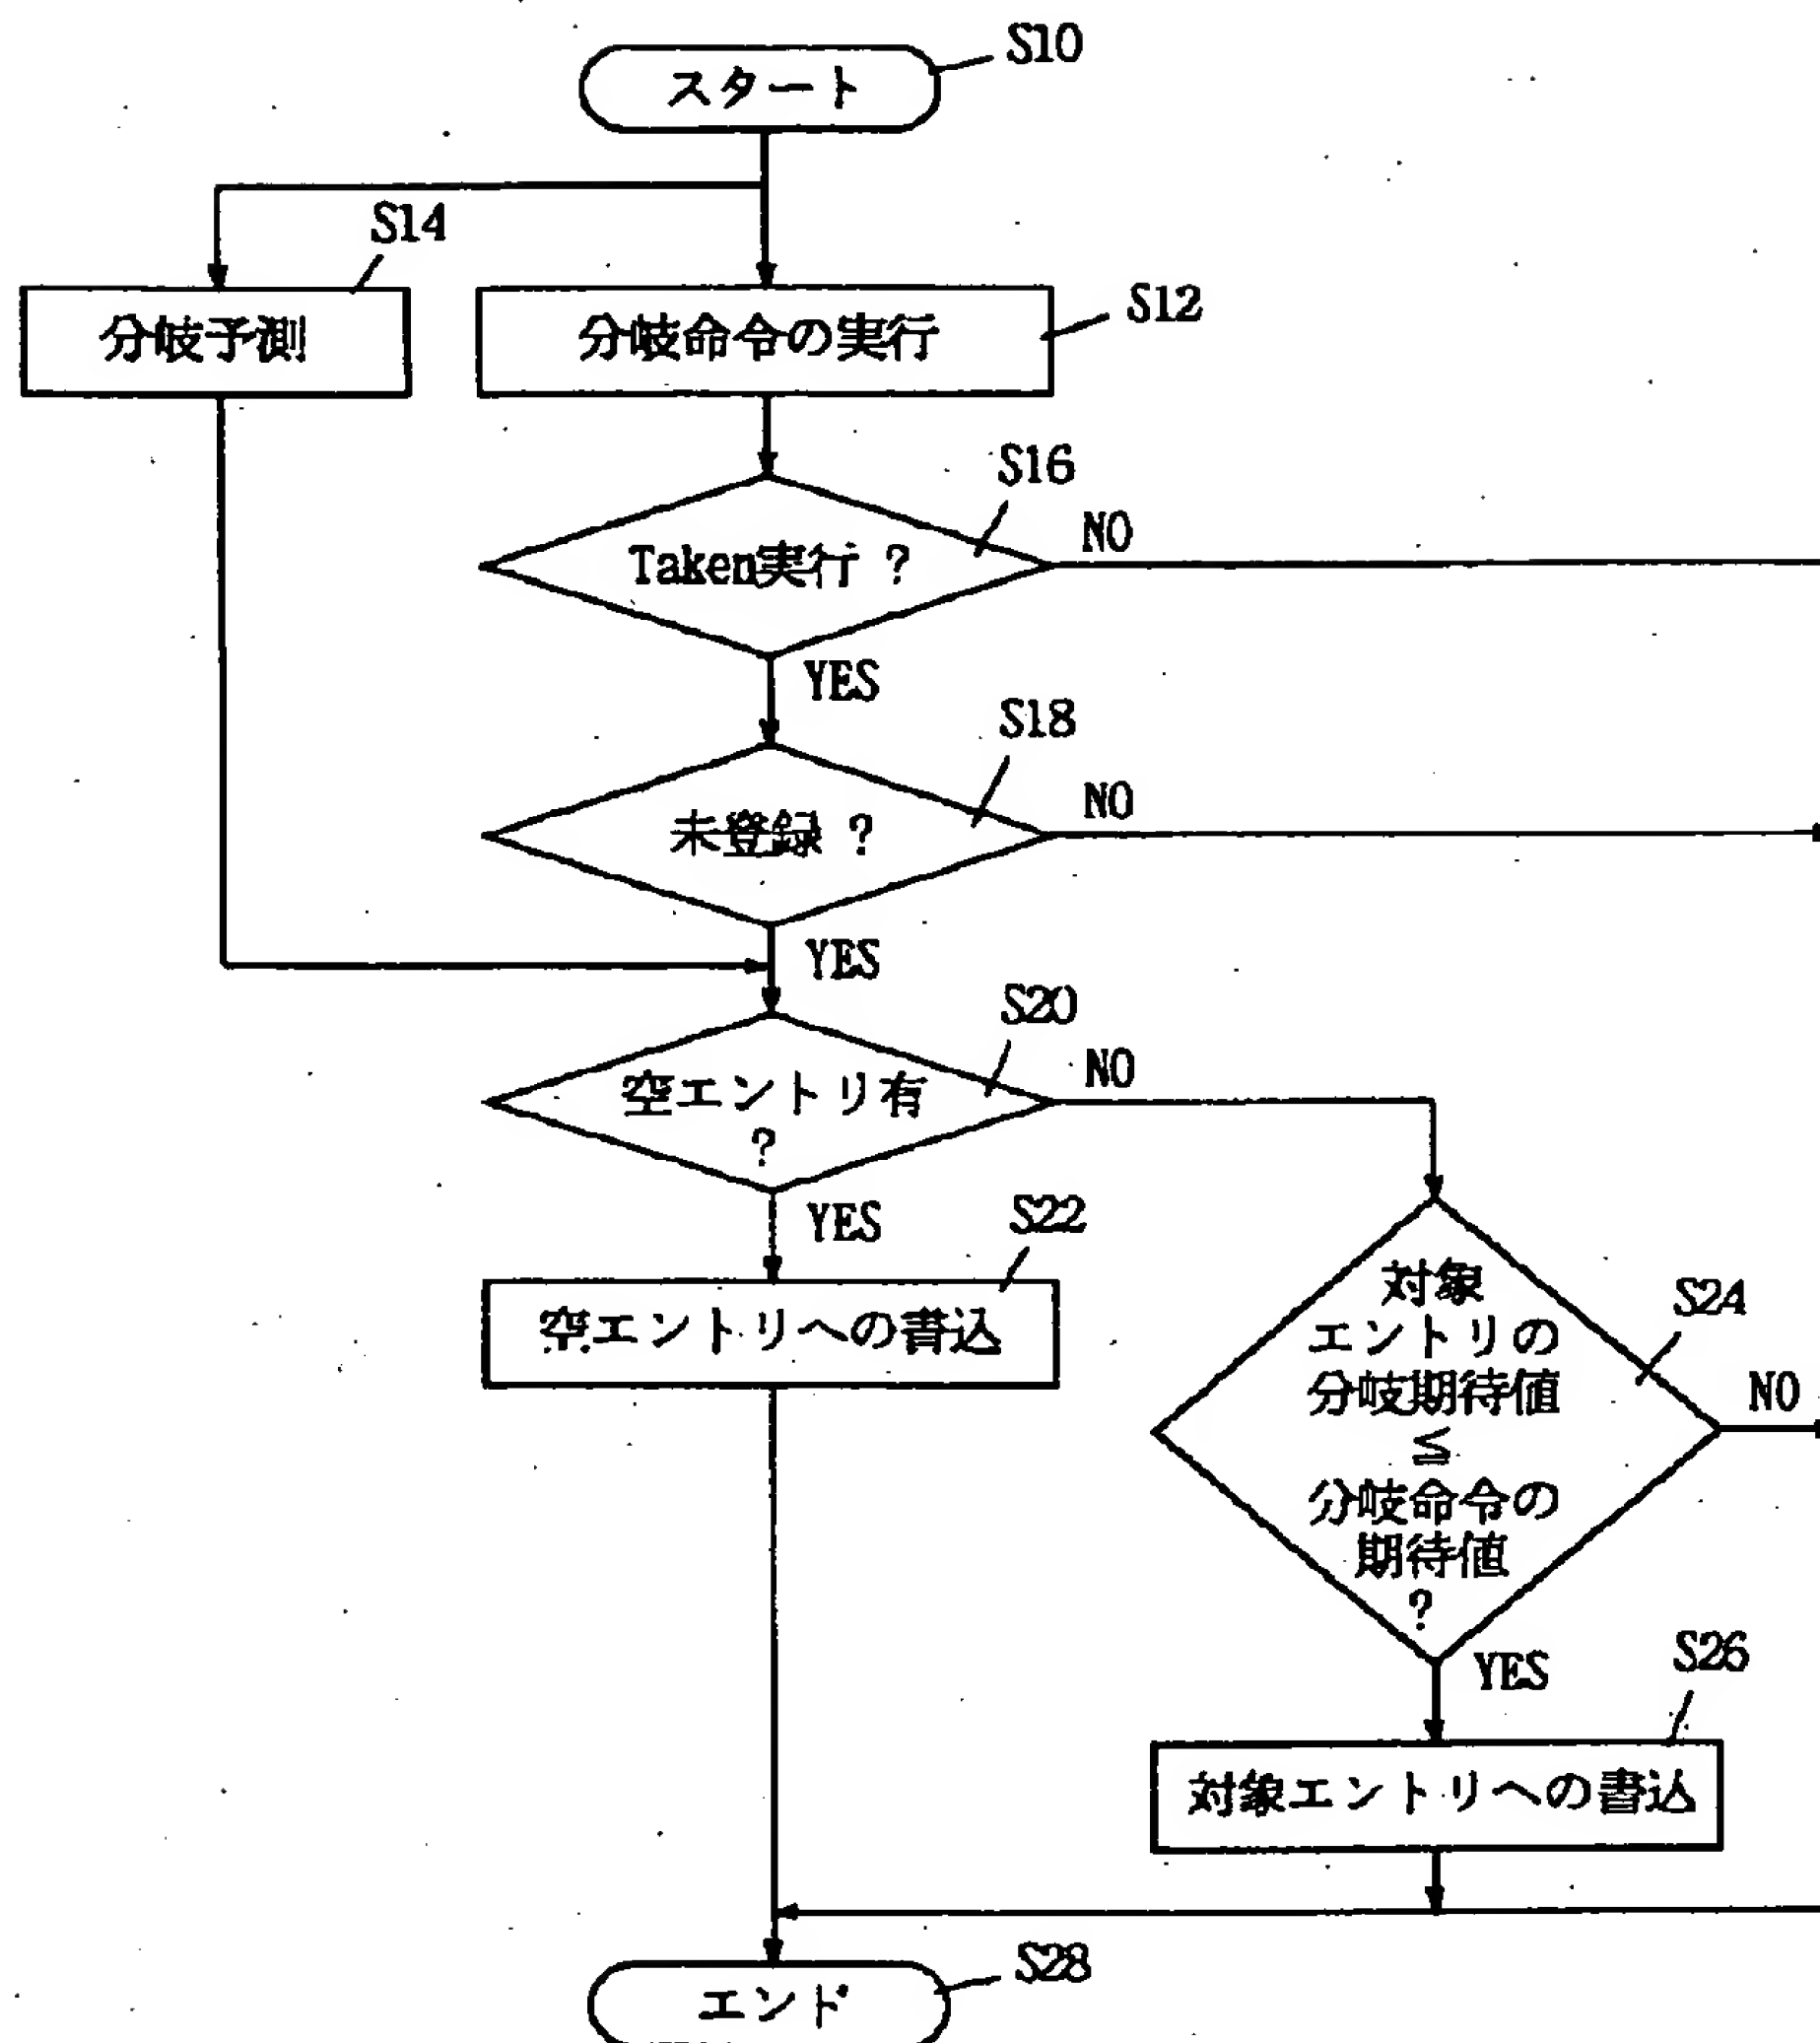 S10
スタート
S14
分岐予測
S12
分岐命令の実行
S16
Taken実行 ?
NO
YES
S18
未登録 ?
NO
YES
S20
空エントリ有
?
NO
YES
S22
空エントリへの書込
S24
対象
エントリの
分岐期待値
≦
分岐命令の
期待値
?
NO
YES
S26
対象エントリへの書込
S28
エンド